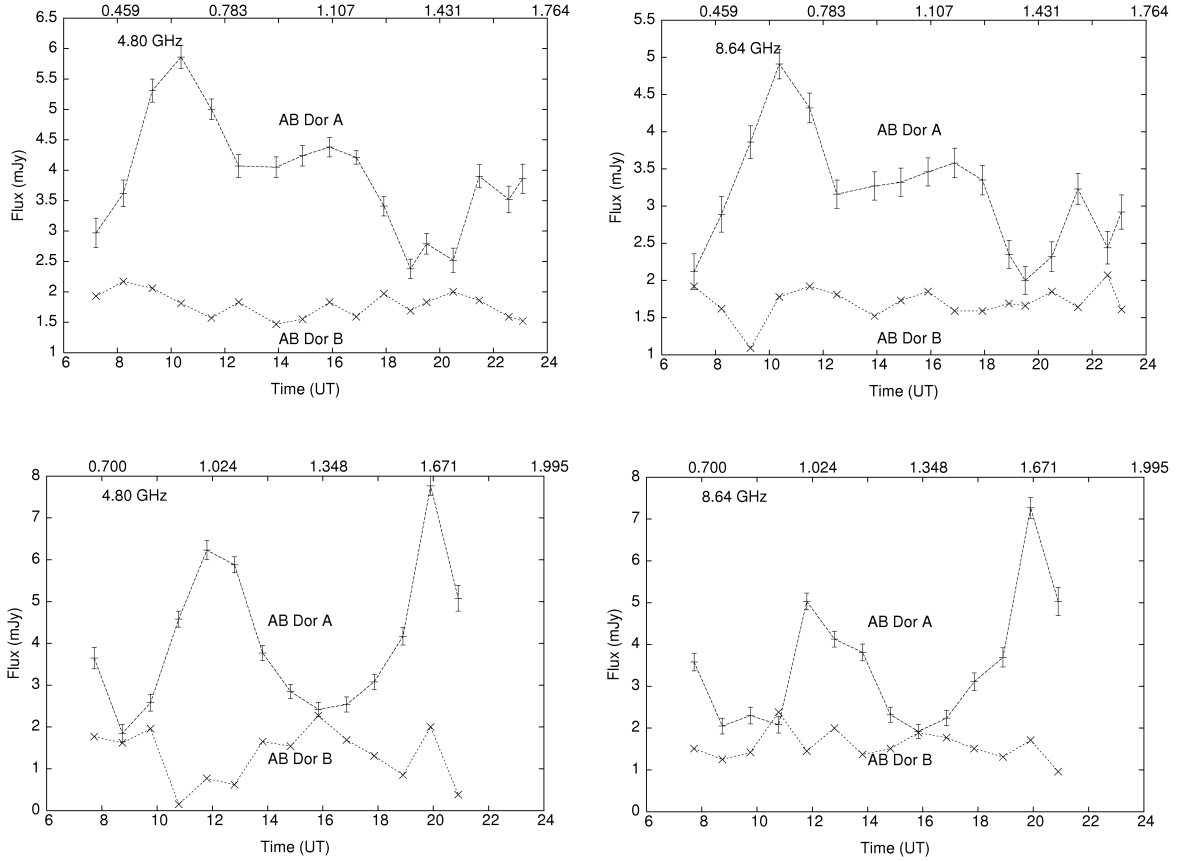 0.459 0.783 1.107 1.431 1.764
6.5
6
5.5
5
4.5
4
3.5
3
2.5
2
1.5
1
Flux (mJy)
4.80 GHz
AB Dor A
AB Dor B
6 8 10 12 14 16 18 20 22 24
Time (UT)
0.459 0.783 1.107 1.431 1.764
5.5
5
4.5
4
3.5
3
2.5
2
1.5
1
Flux (mJy)
8.64 GHz
AB Dor A
AB Dor B
6 8 10 12 14 16 18 20 22 24
Time (UT)
0.700 1.024 1.348 1.671 1.995
8
7
6
5
4
3
2
1
0
Flux (mJy)
4.80 GHz
AB Dor A
AB Dor B
6 8 10 12 14 16 18 20 22 24
Time (UT)
0.700 1.024 1.348 1.671 1.995
8
7
6
5
4
3
2
1
0
Flux (mJy)
8.64 GHz
AB Dor A
AB Dor B
6 8 10 12 14 16 18 20 22 24
Time (UT)